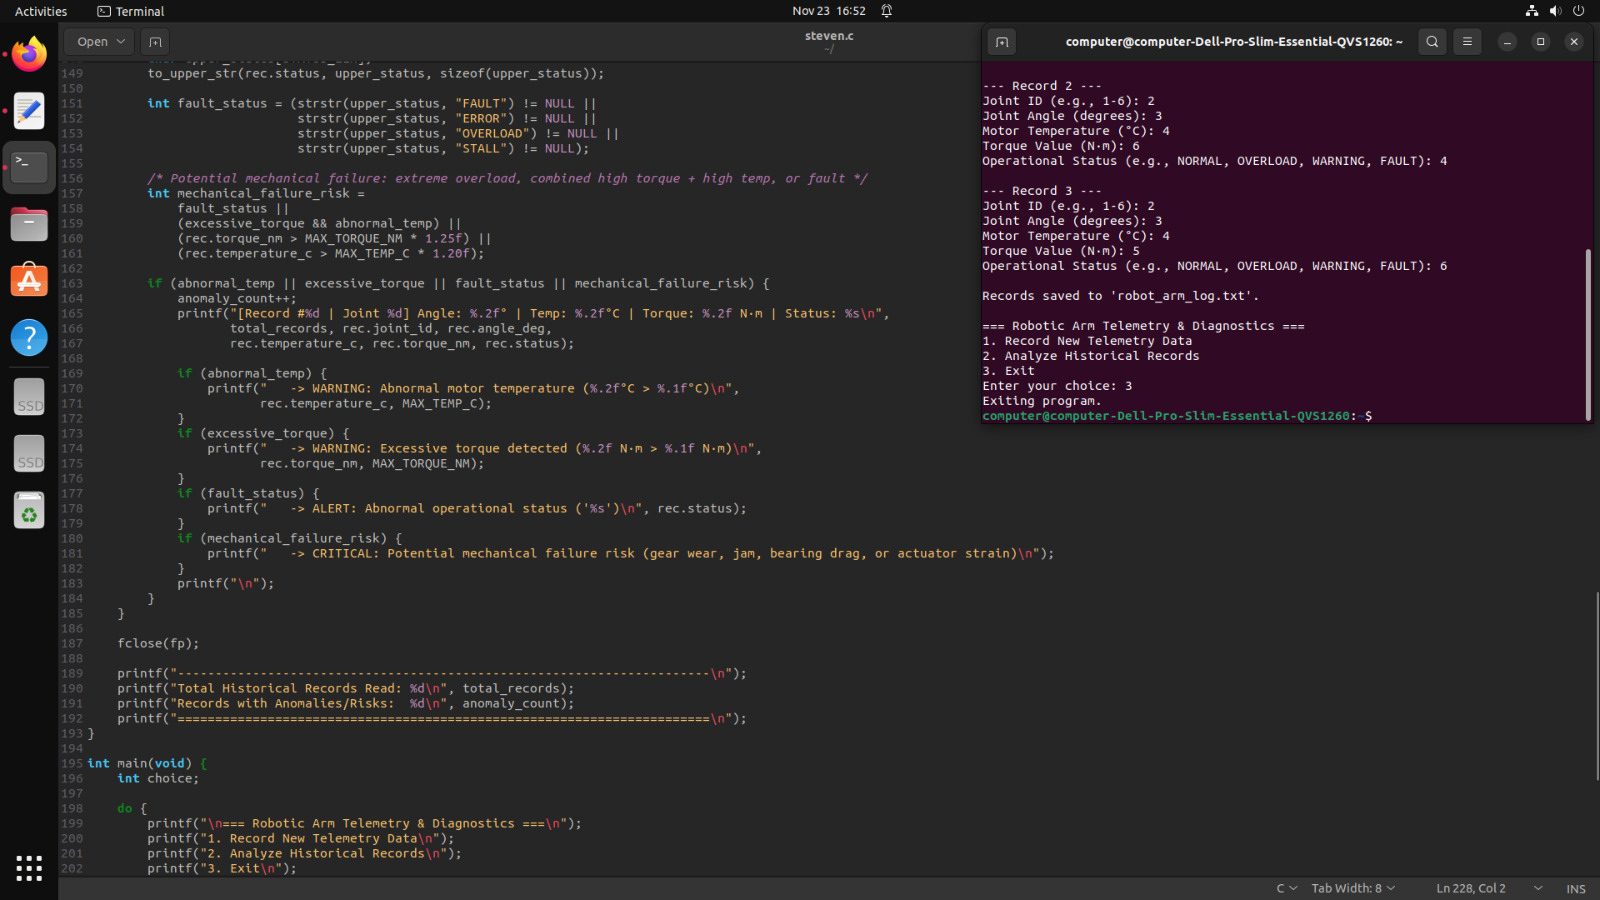 Activities
Terminal
Nov 23 16:52
Open
steven.c
~/
149 to_upper_str(rec.status, upper_status, sizeof(upper_status));
150
151 int fault_status = (strstr(upper_status, "FAULT") != NULL ||
152 strstr(upper_status, "ERROR") != NULL ||
153 strstr(upper_status, "OVERLOAD") != NULL ||
154 strstr(upper_status, "STALL") != NULL);
155
156 /* Potential mechanical failure: extreme overload, combined high torque + high temp, or fault */
157 int mechanical_failure_risk =
158 fault_status ||
159 (excessive_torque && abnormal_temp) ||
160 (rec.torque_nm > MAX_TORQUE_NM * 1.25f) ||
161 (rec.temperature_c > MAX_TEMP_C * 1.20f);
162
163 if (abnormal_temp || excessive_torque || fault_status || mechanical_failure_risk) {
164 anomaly_count++;
165 printf("[Record #%d | Joint %d] Angle: %.2f° | Temp: %.2f°C | Torque: %.2f N·m | Status: %s\n",
166 total_records, rec.joint_id, rec.angle_deg,
167 rec.temperature_c, rec.torque_nm, rec.status);
168
169 if (abnormal_temp) {
170 printf("   -> WARNING: Abnormal motor temperature (%.2f°C > %.1f°C)\n",
171 rec.temperature_c, MAX_TEMP_C);
172 }
173 if (excessive_torque) {
174 printf("   -> WARNING: Excessive torque detected (%.2f N·m > %.1f N·m)\n",
175 rec.torque_nm, MAX_TORQUE_NM);
176 }
177 if (fault_status) {
178 printf("   -> ALERT: Abnormal operational status ('%s')\n", rec.status);
179 }
180 if (mechanical_failure_risk) {
181 printf("   -> CRITICAL: Potential mechanical failure risk (gear wear, jam, bearing drag, or actuator strain)\n");
182 }
183 printf("\n");
184 }
185 }
186
187 fclose(fp);
188
189 printf("-----------------------------------------------------------------------\n");
190 printf("Total Historical Records Read: %d\n", total_records);
191 printf("Records with Anomalies/Risks:  %d\n", anomaly_count);
192 printf("=======================================================================\n");
193 }
194
195 int main(void) {
196 int choice;
197
198 do {
199 printf("\n=== Robotic Arm Telemetry & Diagnostics ===\n");
200 printf("1. Record New Telemetry Data\n");
201 printf("2. Analyze Historical Records\n");
202 printf("3. Exit\n");
computer@computer-Dell-Pro-Slim-Essential-QVS1260: ~
--- Record 2 ---
Joint ID (e.g., 1-6): 2
Joint Angle (degrees): 3
Motor Temperature (°C): 4
Torque Value (N·m): 6
Operational Status (e.g., NORMAL, OVERLOAD, WARNING, FAULT): 4
--- Record 3 ---
Joint ID (e.g., 1-6): 2
Joint Angle (degrees): 3
Motor Temperature (°C): 4
Torque Value (N·m): 5
Operational Status (e.g., NORMAL, OVERLOAD, WARNING, FAULT): 6
Records saved to 'robot_arm_log.txt'.
=== Robotic Arm Telemetry & Diagnostics ===
1. Record New Telemetry Data
2. Analyze Historical Records
3. Exit
Enter your choice: 3
Exiting program.
computer@computer-Dell-Pro-Slim-Essential-QVS1260:~$
SSD
SSD
C
Tab Width: 8
Ln 228, Col 2
INS